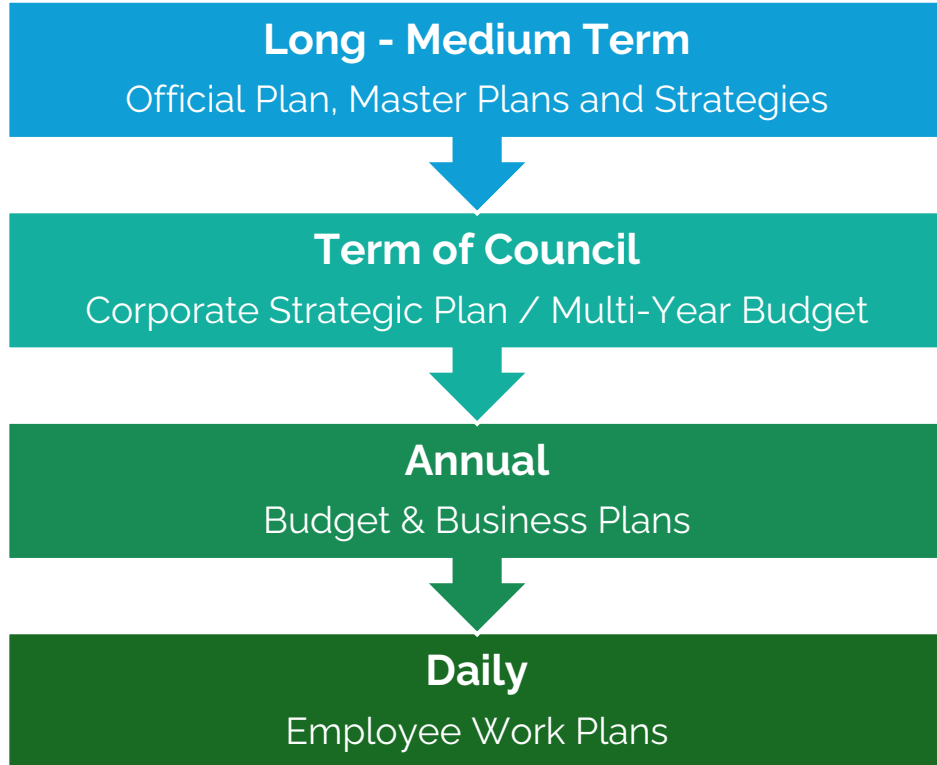 Long - Medium Term
Official Plan, Master Plans and Strategies
Term of Council
Corporate Strategic Plan / Multi-Year Budget
Annual
Budget & Business Plans
Daily
Employee Work Plans